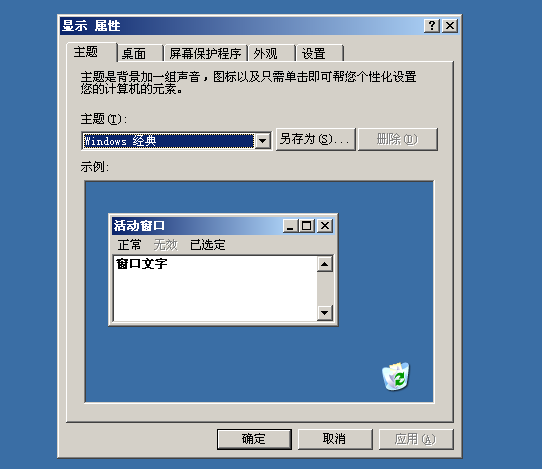 显示 属性
主题
桌面
屏幕保护程序
外观
设置
主题是背景加一组声音，图标以及只需单击即可帮您个性化设置
您的计算机的元素。
主题(T):
Windows 经典
另存为(S)...
删除(D)
示例:
活动窗口
正常 无效 已选定
窗口文字
确定
取消
应用(A)